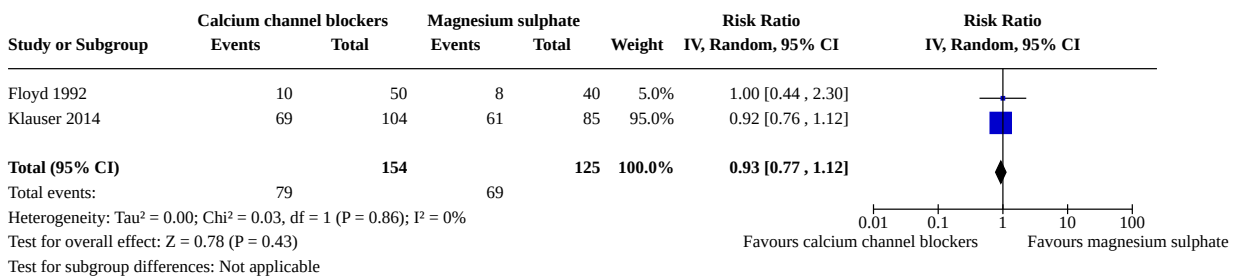 Calcium channel blockers Magnesium sulphate Risk Ratio Risk Ratio
Study or Subgroup Events Total Events Total Weight IV, Random, 95% CI IV, Random, 95% CI
Floyd 1992 10 50 8 40 5.0% 1.00 [0.44 , 2.30]
Klauser 2014 69 104 61 85 95.0% 0.92 [0.76 , 1.12]
Total (95% CI) 154 125 100.0% 0.93 [0.77 , 1.12]
Total events: 79 69
Heterogeneity: Tau² = 0.00; Chi² = 0.03, df = 1 (P = 0.86); I² = 0%
0.01 0.1 1 10 100
Test for overall effect: Z = 0.78 (P = 0.43) Favours calcium channel blockers Favours magnesium sulphate
Test for subgroup differences: Not applicable